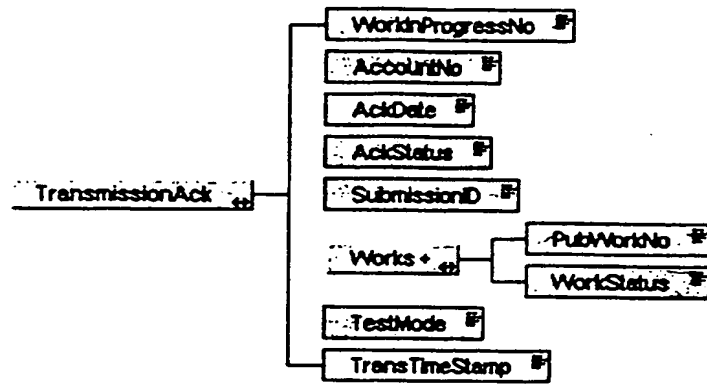 WorkInProgressNo
AccountNo
AckDate
AckStatus
TransmissionAck
SubmissionID
PubWorkNo
Works +
WorkStatus
TestMode
TransTimeStamp